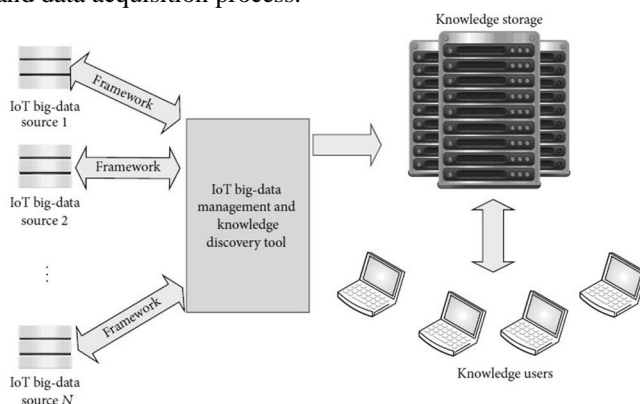 and data acquisition process.
Knowledge storage
Framework
IoT big-data
source 1
Framework
IoT big-data
source 2
IoT big-data
management and
knowledge
discovery tool
⋮
Framework
IoT big-data
source N
Knowledge users